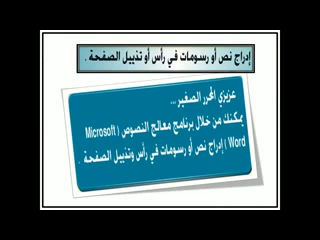 إدراج نص أو رسومات في رأس أو تذييل الصفحة .
عزيزي المحرر الصغير ...
يمكنك من خلال برنامج معالج النصوص ( Microsoft
Word ) إدراج نص أو رسومات في رأس وتذييل الصفحة .